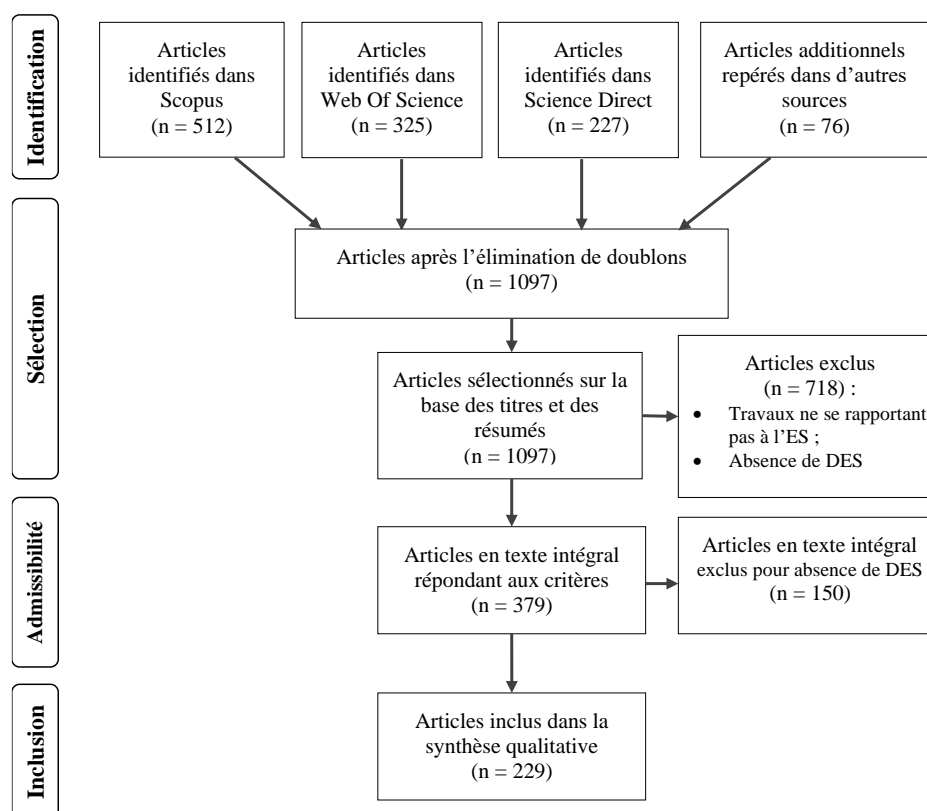 Identification
Articles
identifiés dans
Scopus
(n = 512)
Articles
identifiés dans
Web Of Science
(n = 325)
Articles
identifiés dans
Science Direct
(n = 227)
Articles additionnels
repérés dans d’autres
sources
(n = 76)
Sélection
Articles après l’élimination de doublons
(n = 1097)
Articles sélectionnés sur la
base des titres et des
résumés
(n = 1097)
Articles exclus
(n = 718) :
• Travaux ne se rapportant
pas à l’ES ;
• Absence de DES
Admissibilité
Articles en texte intégral
répondant aux critères
(n = 379)
Articles en texte intégral
exclus pour absence de DES
(n = 150)
Inclusion
Articles inclus dans la
synthèse qualitative
(n = 229)